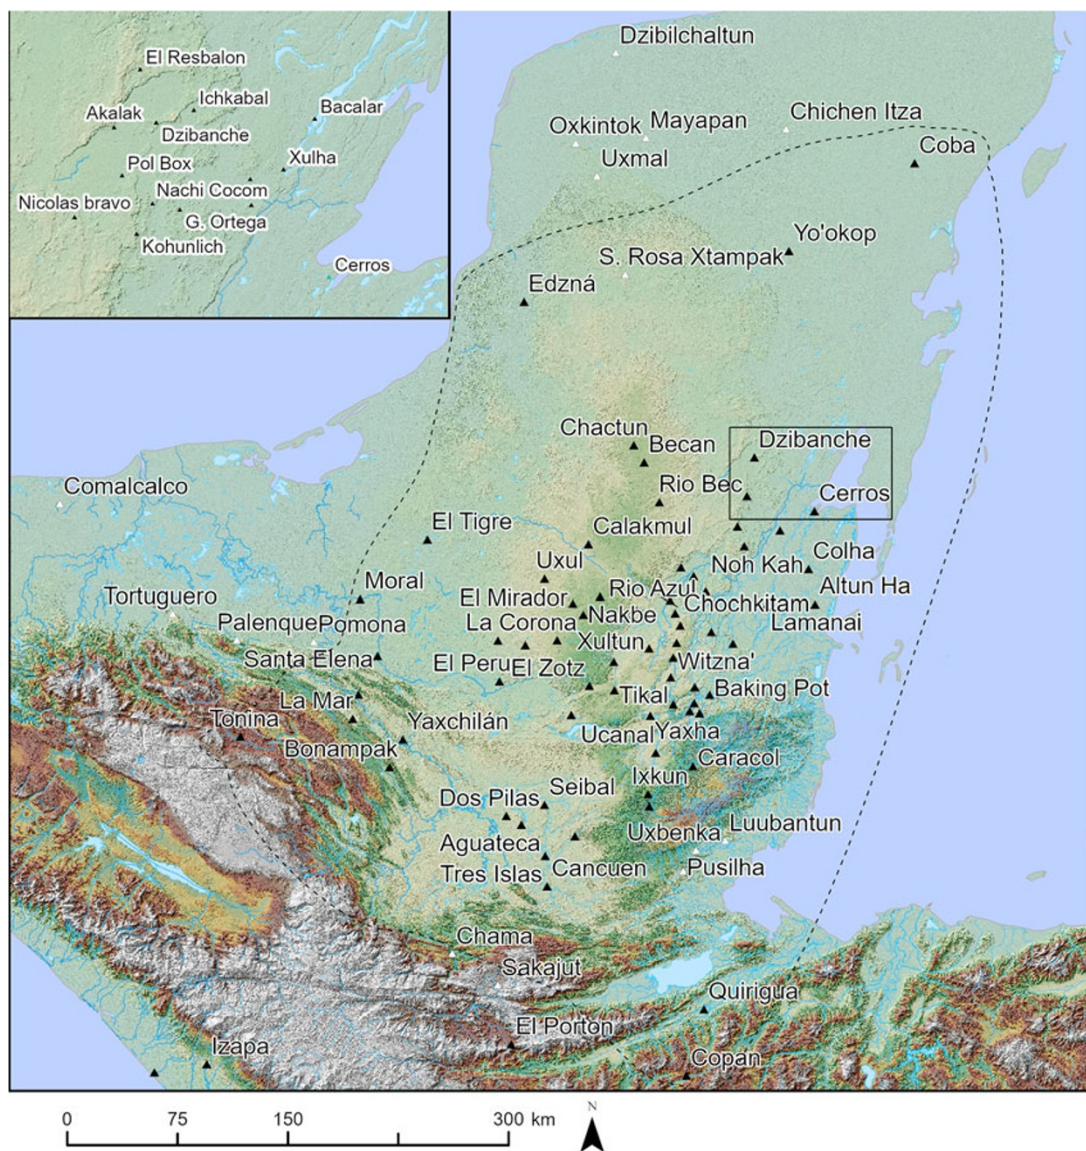 El Resbalon
Ichkabal
Akalak
Bacalar
Dzibanche
Xulha
Pol Box
Nachi Cocom
Nicolas bravo
G. Ortega
Kohunlich
Cerros
Dzibilchaltun
Chichen Itza
Oxkintok
Mayapan
Coba
Uxmal
Yo'okop
S. Rosa Xtampak
Edzná
Chactun
Becan
Dzibanche
Rio Bec
Cerros
Comalcalco
El Tigre
Calakmul
Colha
Uxul
Noh Kah
Moral
Rio Azul
Altun Ha
Tortuguero
El Mirador
Chochkitam
Palenque
Pomona
Nakbe
Lamanai
La Corona
Xultun
Santa Elena
El Peru
El Zotz
Witzna'
La Mar
Tikal
Baking Pot
Tonina
Yaxchilán
Ucanal
Yaxha
Bonampak
Caracol
Ixkun
Seibal
Dos Pilas
Uxbenka
Luubantun
Aguateca
Cancuen
Pusilha
Tres Islas
Chama
Sakajut
Quirigua
El Porton
Izapa
Copan
0 75 150 300 km
N